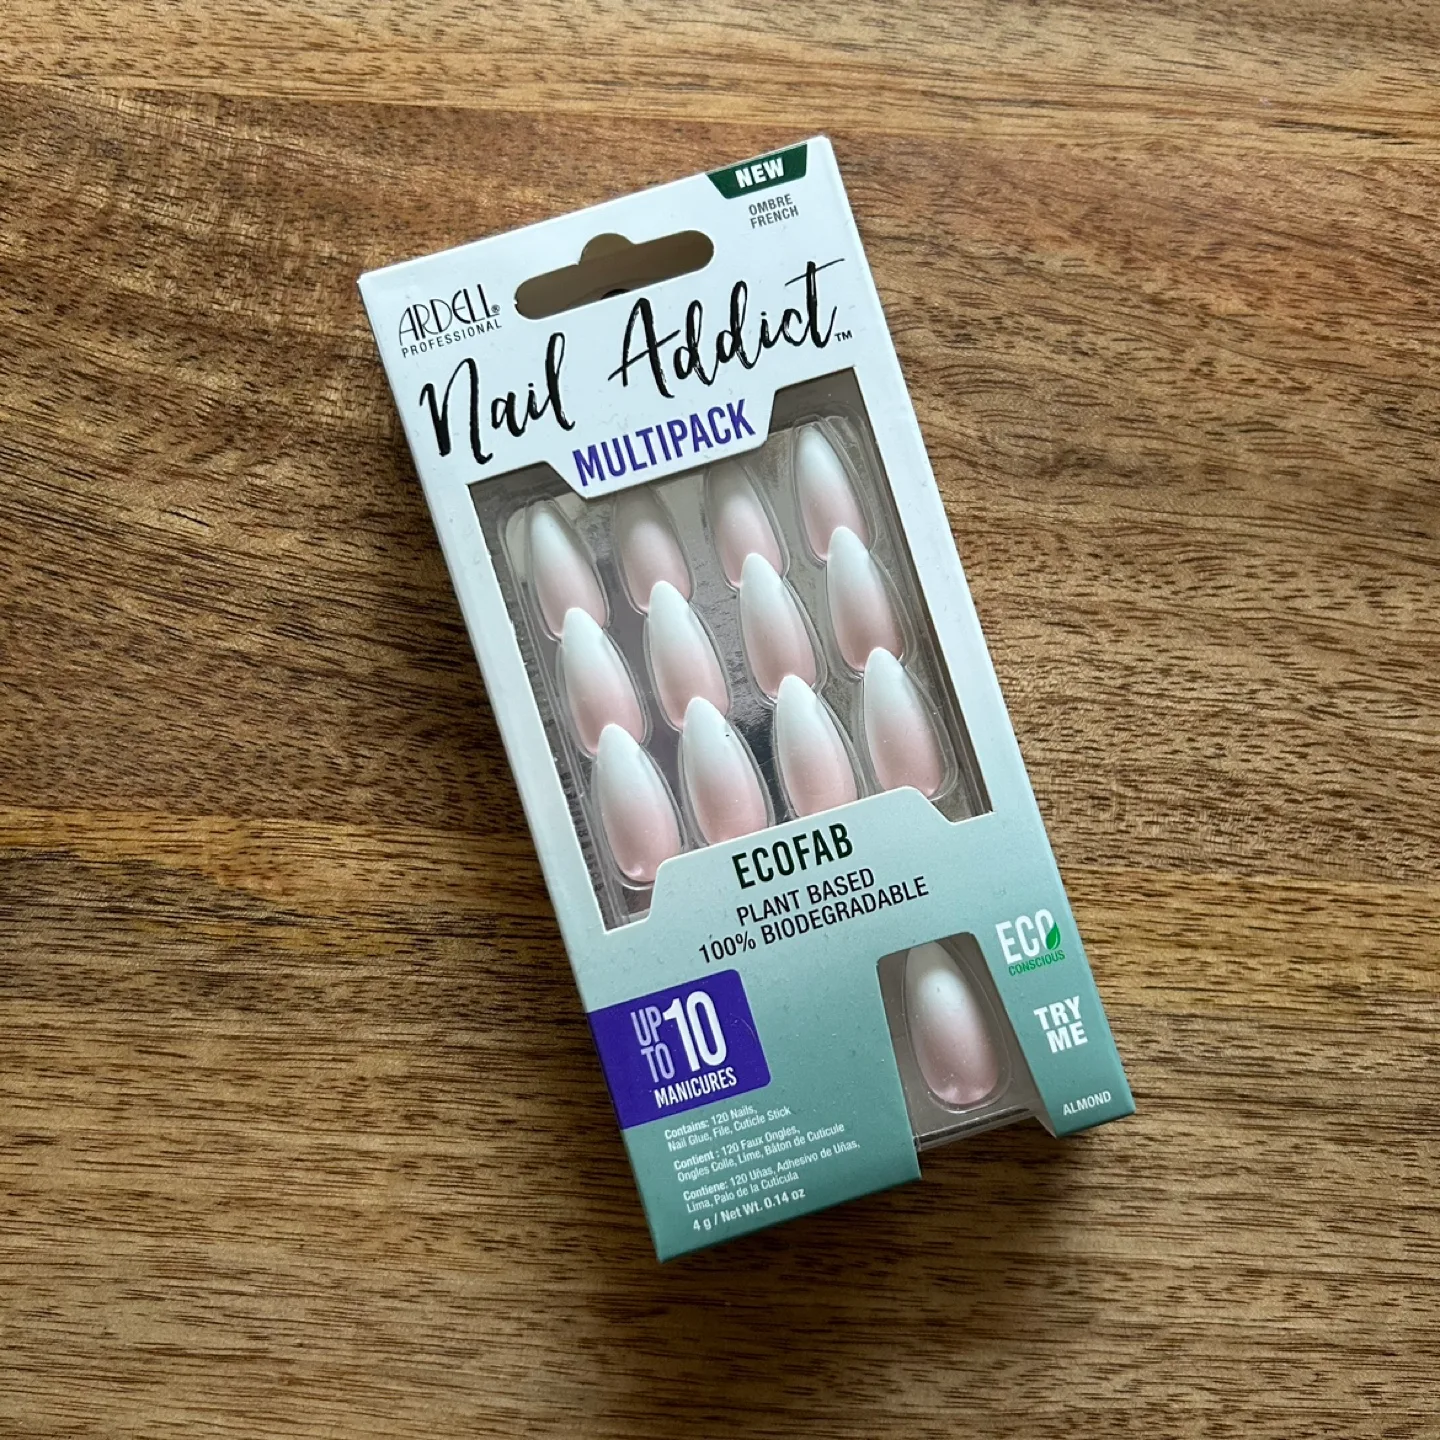 NEW
OMBRE
FRENCH
ARDELL®
PROFESSIONAL
Nail Addict™
MULTIPACK
ECOFAB
PLANT BASED
100% BIODEGRADABLE
ECO
CONSCIOUS
TRY
ME
ALMOND
UP
TO 10
MANICURES
Contains: 120 Nails,
Nail Glue, File, Cuticle Stick
Contient : 120 Faux Ongles,
Ongles Colle, Lime, Bâton de Cuticule
Contiene: 120 Uñas, Adhesivo de Uñas,
Lima, Palo de la Cutícula
4 g / Net Wt. 0.14 oz